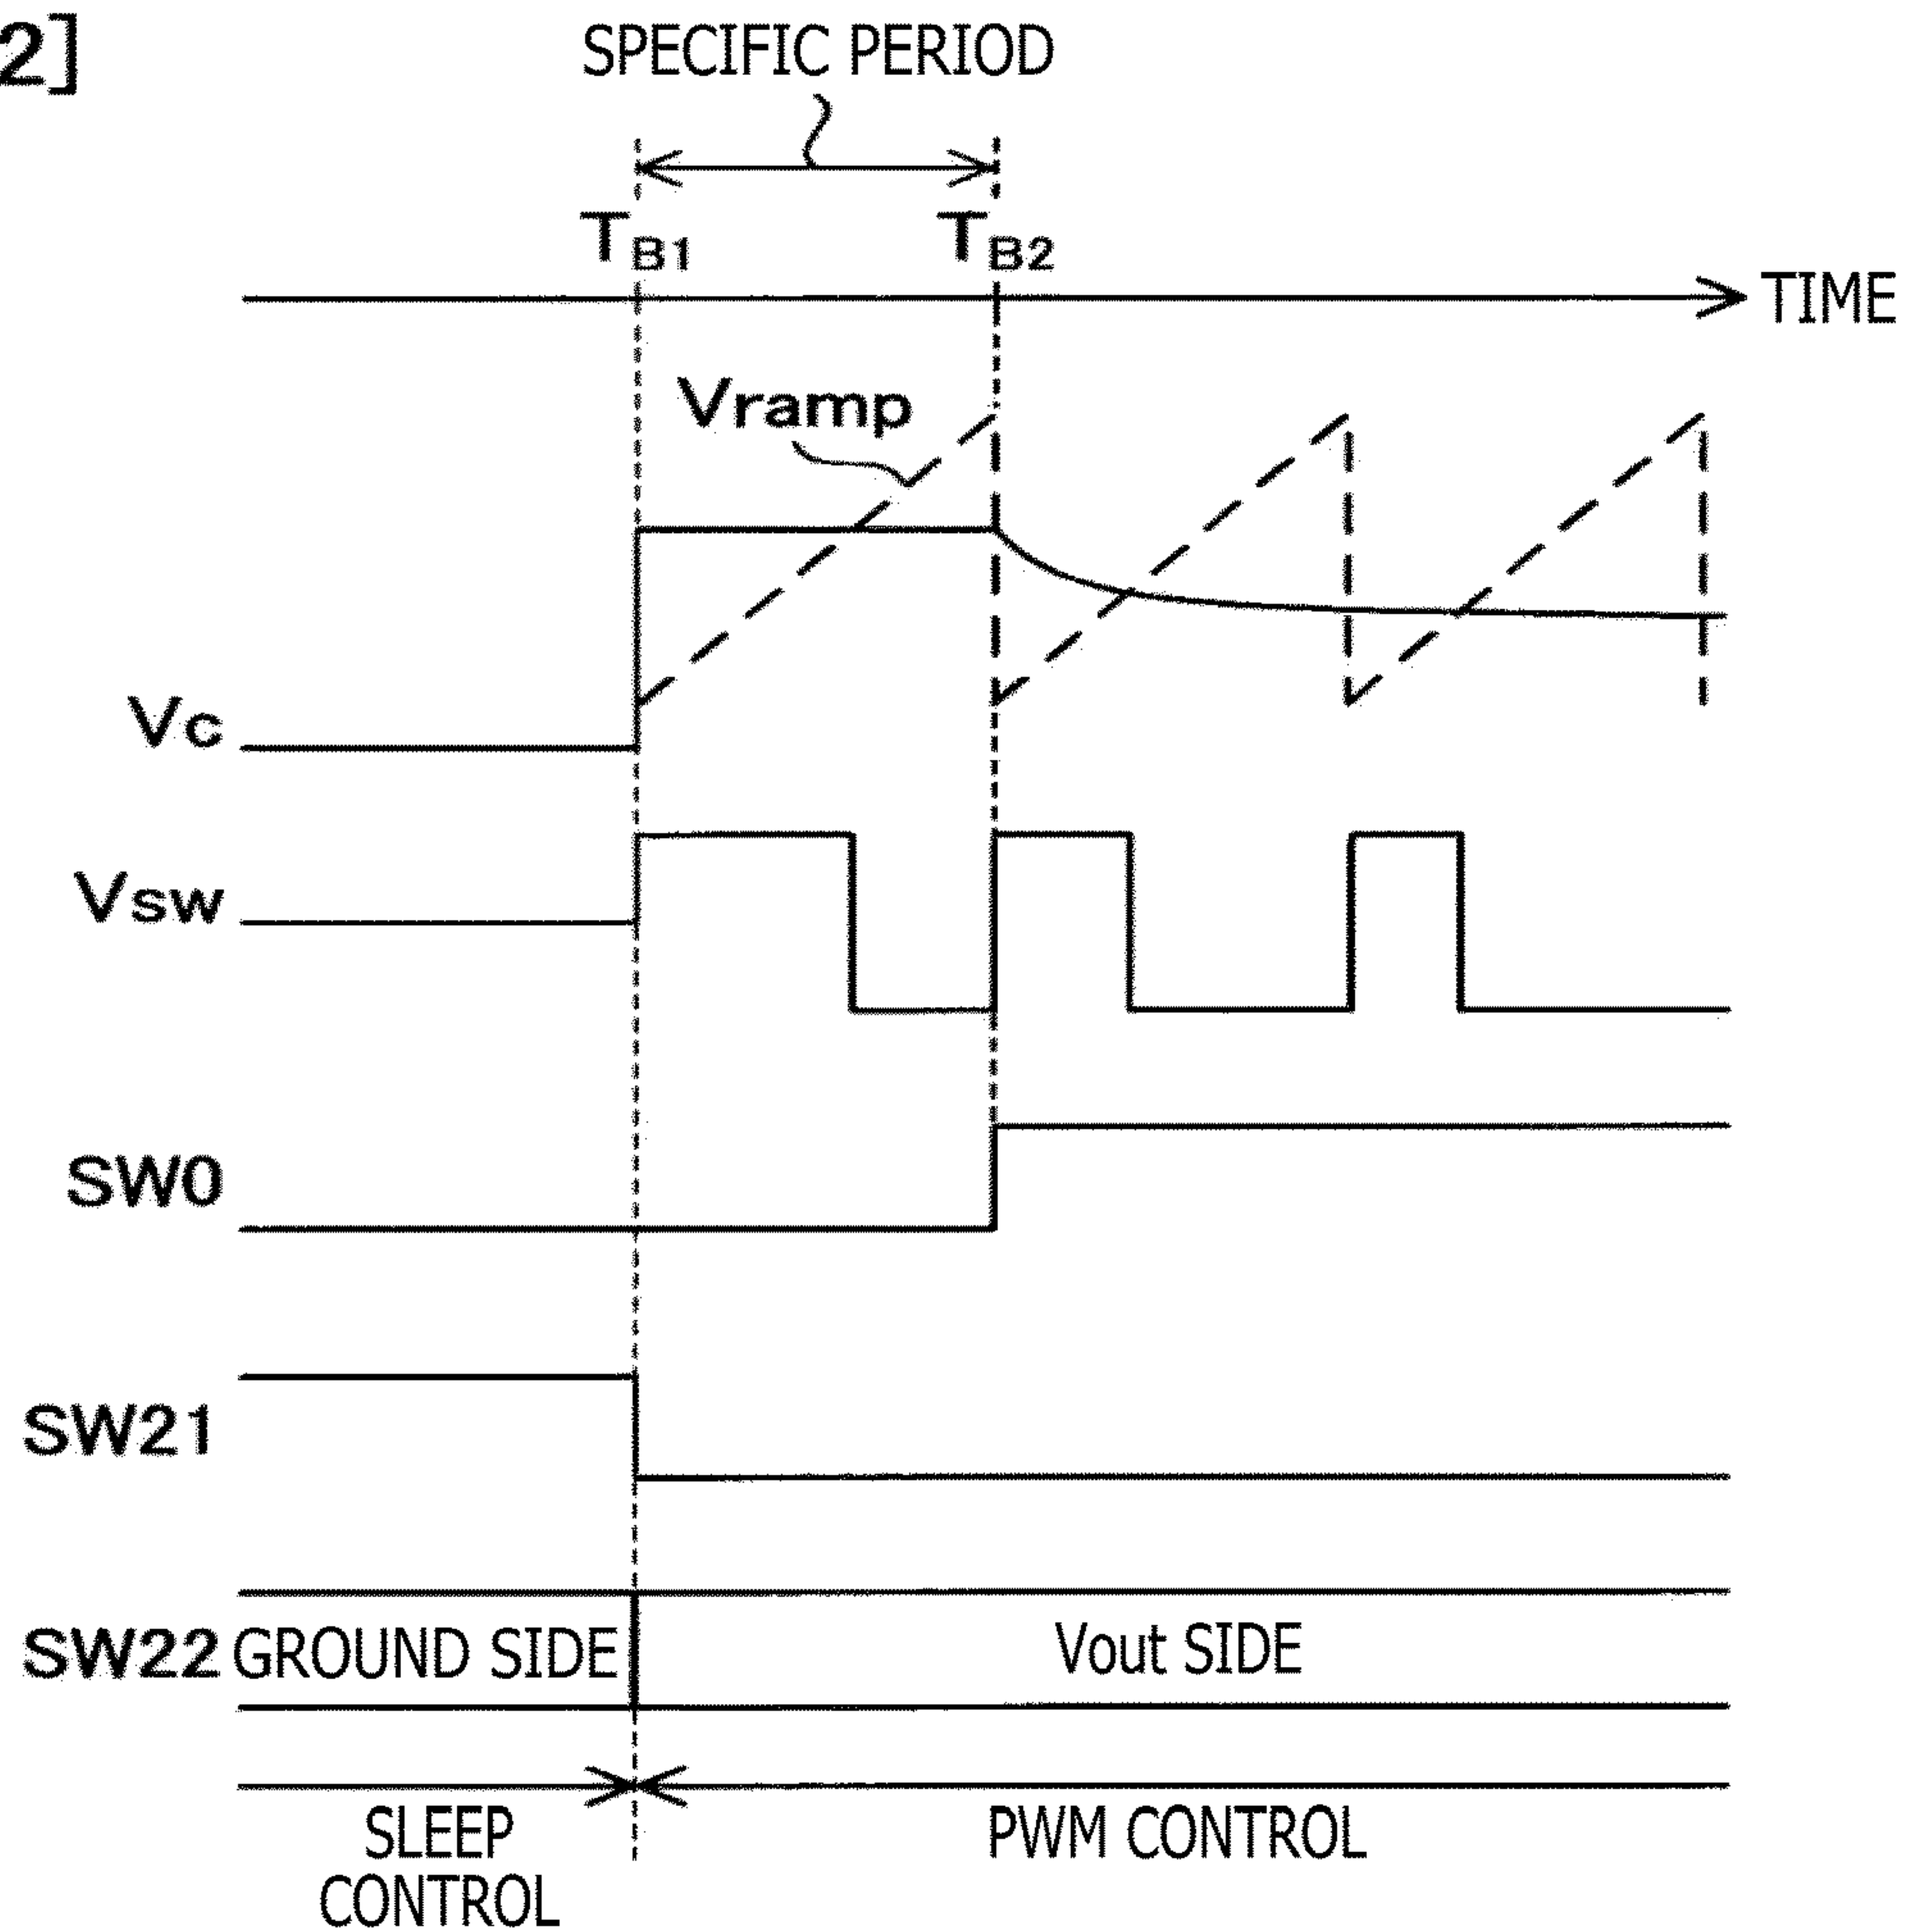 2]
SPECIFIC PERIOD
TB1
TB2
TIME
Vramp
Vc
Vsw
SW0
SW21
SW22
GROUND SIDE
Vout SIDE
SLEEP
CONTROL
PWM CONTROL